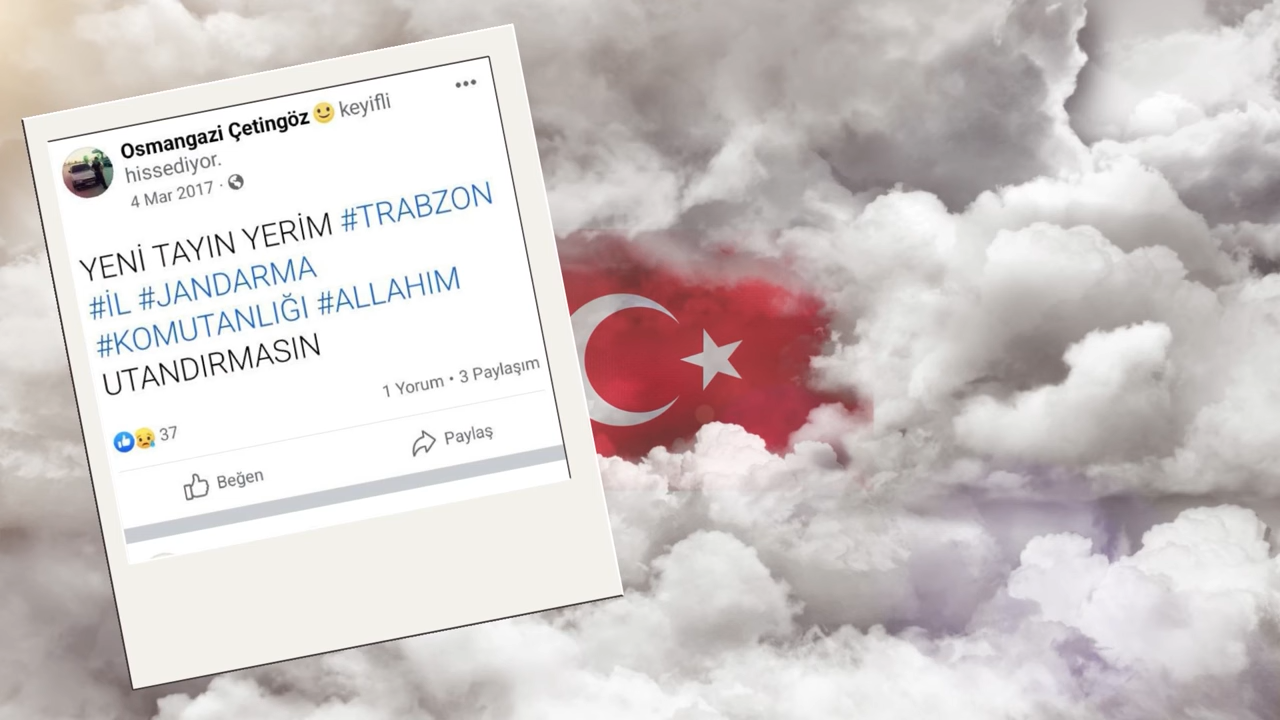 Osmangazi Çetingöz 🙂 keyifli
hissediyor.
4 Mar 2017 ·
YENİ TAYIN YERİM #TRABZON
#İL #JANDARMA
#KOMUTANLIĞI #ALLAHIM
UTANDIRMASIN
1 Yorum • 3 Paylaşım
37
Beğen
Paylaş